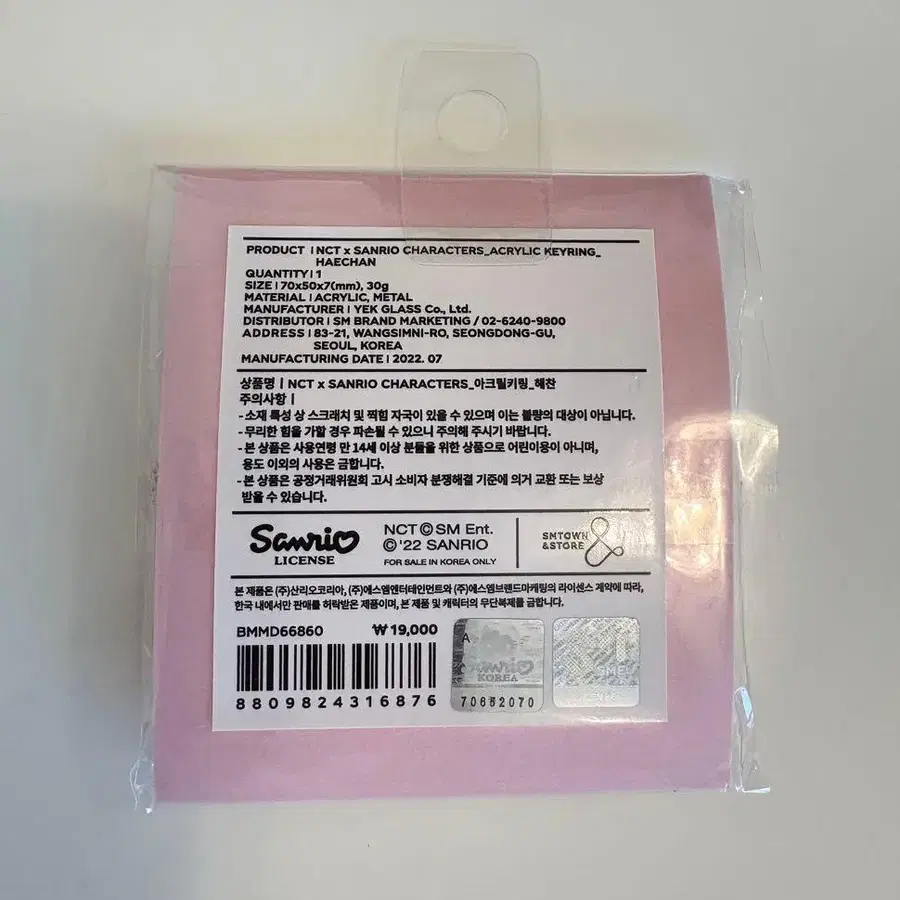 PRODUCT | NCT x SANRIO CHARACTERS_ACRYLIC KEYRING_
HAECHAN
QUANTITY | 1
SIZE | 70x50x7(mm), 30g
MATERIAL | ACRYLIC, METAL
MANUFACTURER | YEK GLASS Co., Ltd.
DISTRIBUTOR | SM BRAND MARKETING / 02-6240-9800
ADDRESS | 83-21, WANGSIMNI-RO, SEONGDONG-GU,
SEOUL, KOREA
MANUFACTURING DATE | 2022. 07
상품명 | NCT x SANRIO CHARACTERS_아크릴키링_해찬
주의사항 |
- 소재 특성 상 스크래치 및 찍힘 자국이 있을 수 있으며 이는 불량의 대상이 아닙니다.
- 무리한 힘을 가할 경우 파손될 수 있으니 주의해 주시기 바랍니다.
- 본 상품은 사용연령 만 14세 이상 분들을 위한 상품으로 어린이용이 아니며,
용도 이외의 사용은 금합니다.
- 본 상품은 공정거래위원회 고시 소비자 분쟁해결 기준에 의거 교환 또는 보상
받을 수 있습니다.
Sanrio
LICENSE
NCT ⓒ SM Ent.
ⓒ '22 SANRIO
FOR SALE IN KOREA ONLY
SMTOWN
&STORE
본 제품은 (주)산리오코리아, (주)에스엠엔터테인먼트와 (주)에스엠브랜드마케팅의 라이센스 계약에 따라,
한국 내에서만 판매를 허락받은 제품이며, 본 제품 및 캐릭터의 무단복제를 금합니다.
BMMD66860
₩19,000
8809824316876
A
Sanrio
KOREA
70652070